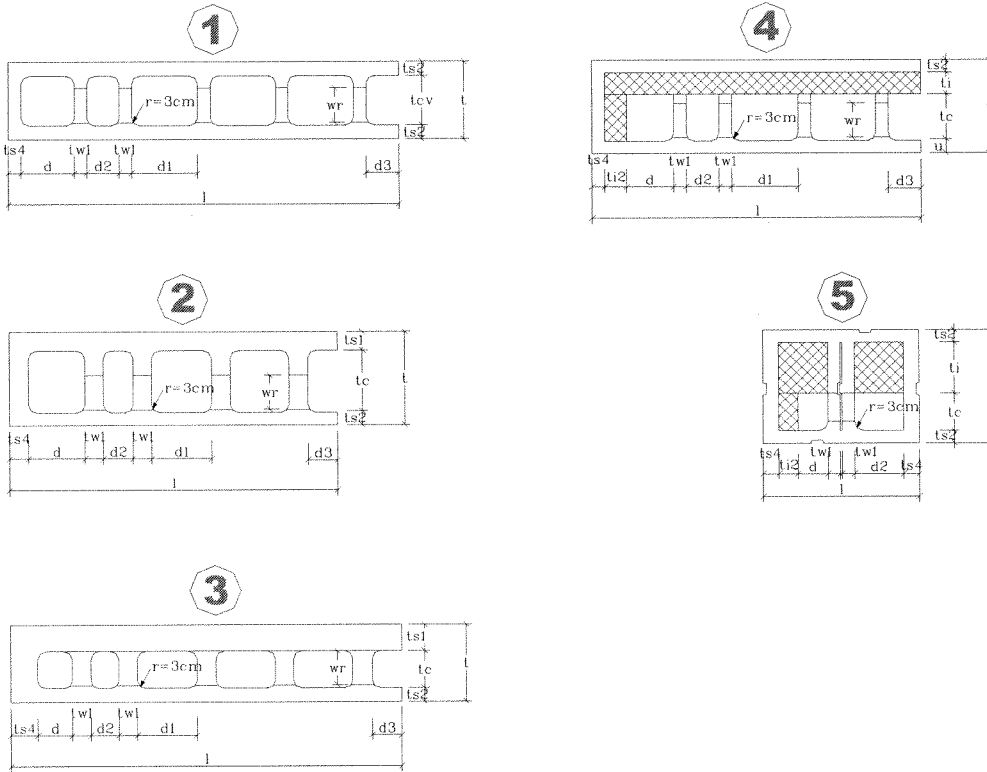 1
ts2
tcv
t
wr
r=3cm
ts2
ts4 d tw1 d2 tw1 d1 d3
l
4
ts2
ti
tc
wr
r=3cm
u
ts4 ti2 d tw1 d2 tw1 d1 d3
l
2
ts1
tc
t
wr
r=3cm
ts2
ts4 d tw1 d2 tw1 d1 d3
l
5
ts2
ti
r=3cm
tc
ts2
ts4 ti2 d tw1 tw1 d2 ts4
l
3
ts1
tc
t
wr
r=3cm
ts2
ts4 d tw1 d2 tw1 d1 d3
l